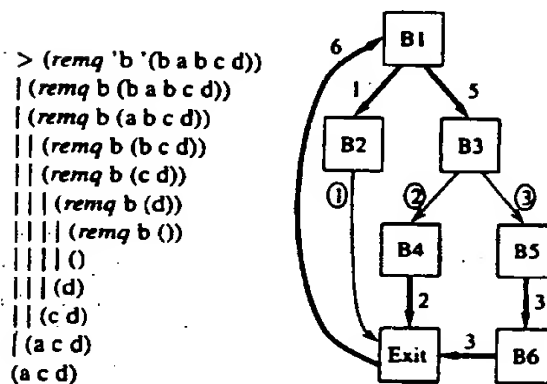 > (remq 'b '(b a b c d))
| (remq b (b a b c d))
| (remq b (a b c d))
| | (remq b (b c d))
| | (remq b (c d))
| | | (remq b (d))
| | | | (remq b ())
| | | | ()
| | | (d)
| | (c d)
| (a c d)
(a c d)
6
B1
1
5
B2
B3
①
②
③
B4
B5
2
3
Exit
3
B6